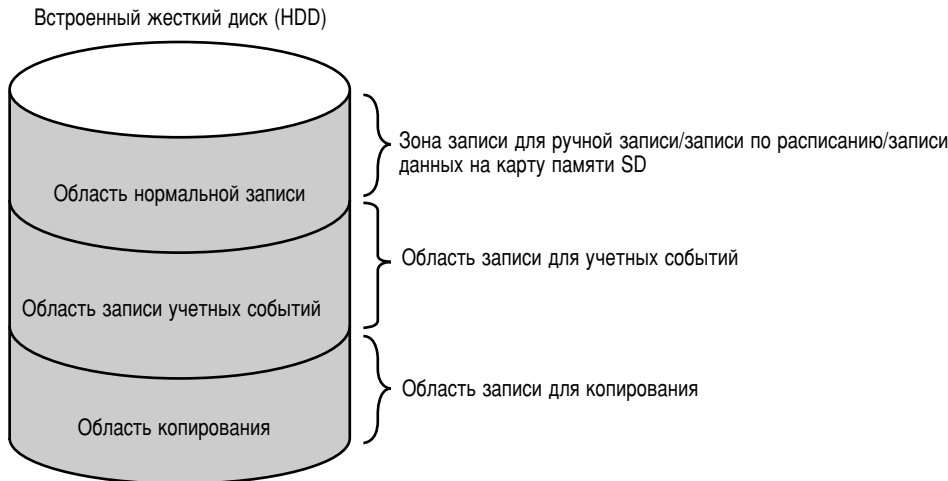 Встроенный жесткий диск (HDD)
Зона записи для ручной записи/записи по расписанию/записи
данных на карту памяти SD
Область нормальной записи
Область записи для учетных событий
Область записи учетных событий
Область записи для копирования
Область копирования